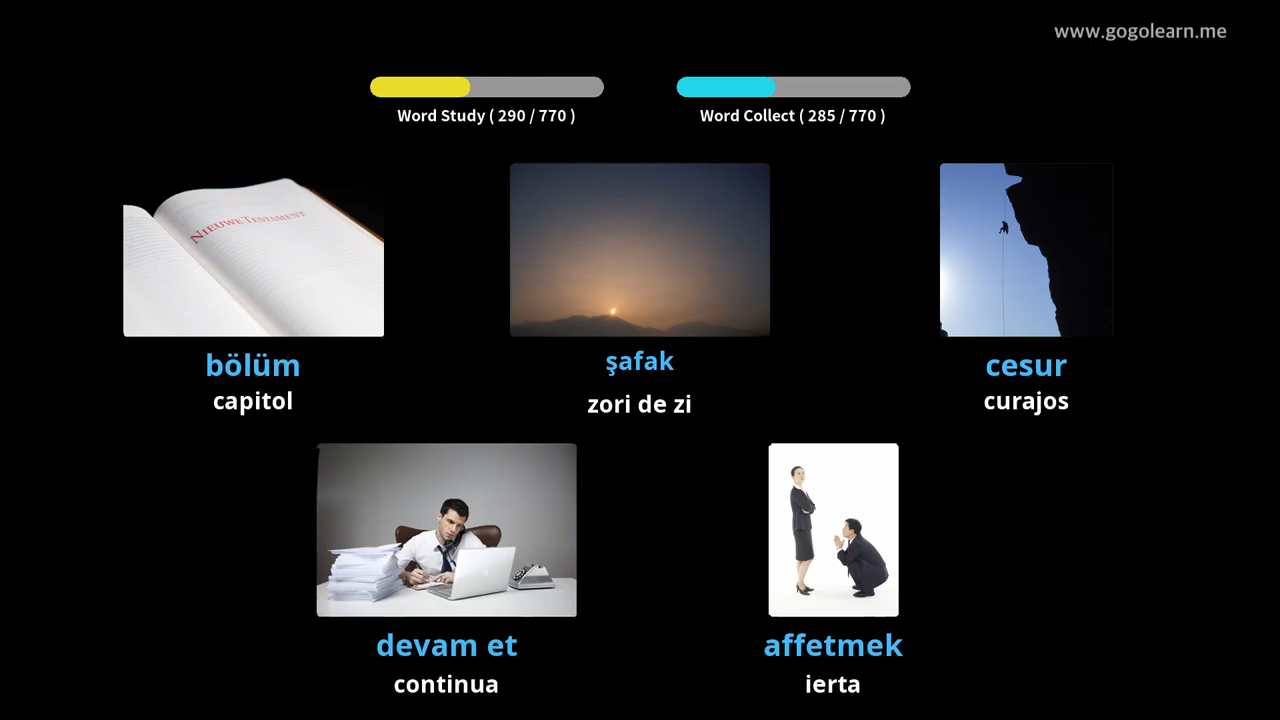 www.gogolearn.me
Word Study ( 290 / 770 )
Word Collect ( 285 / 770 )
NIEUWE TESTAMENT
bölüm
capitol
şafak
zori de zi
cesur
curajos
devam et
continua
affetmek
ierta